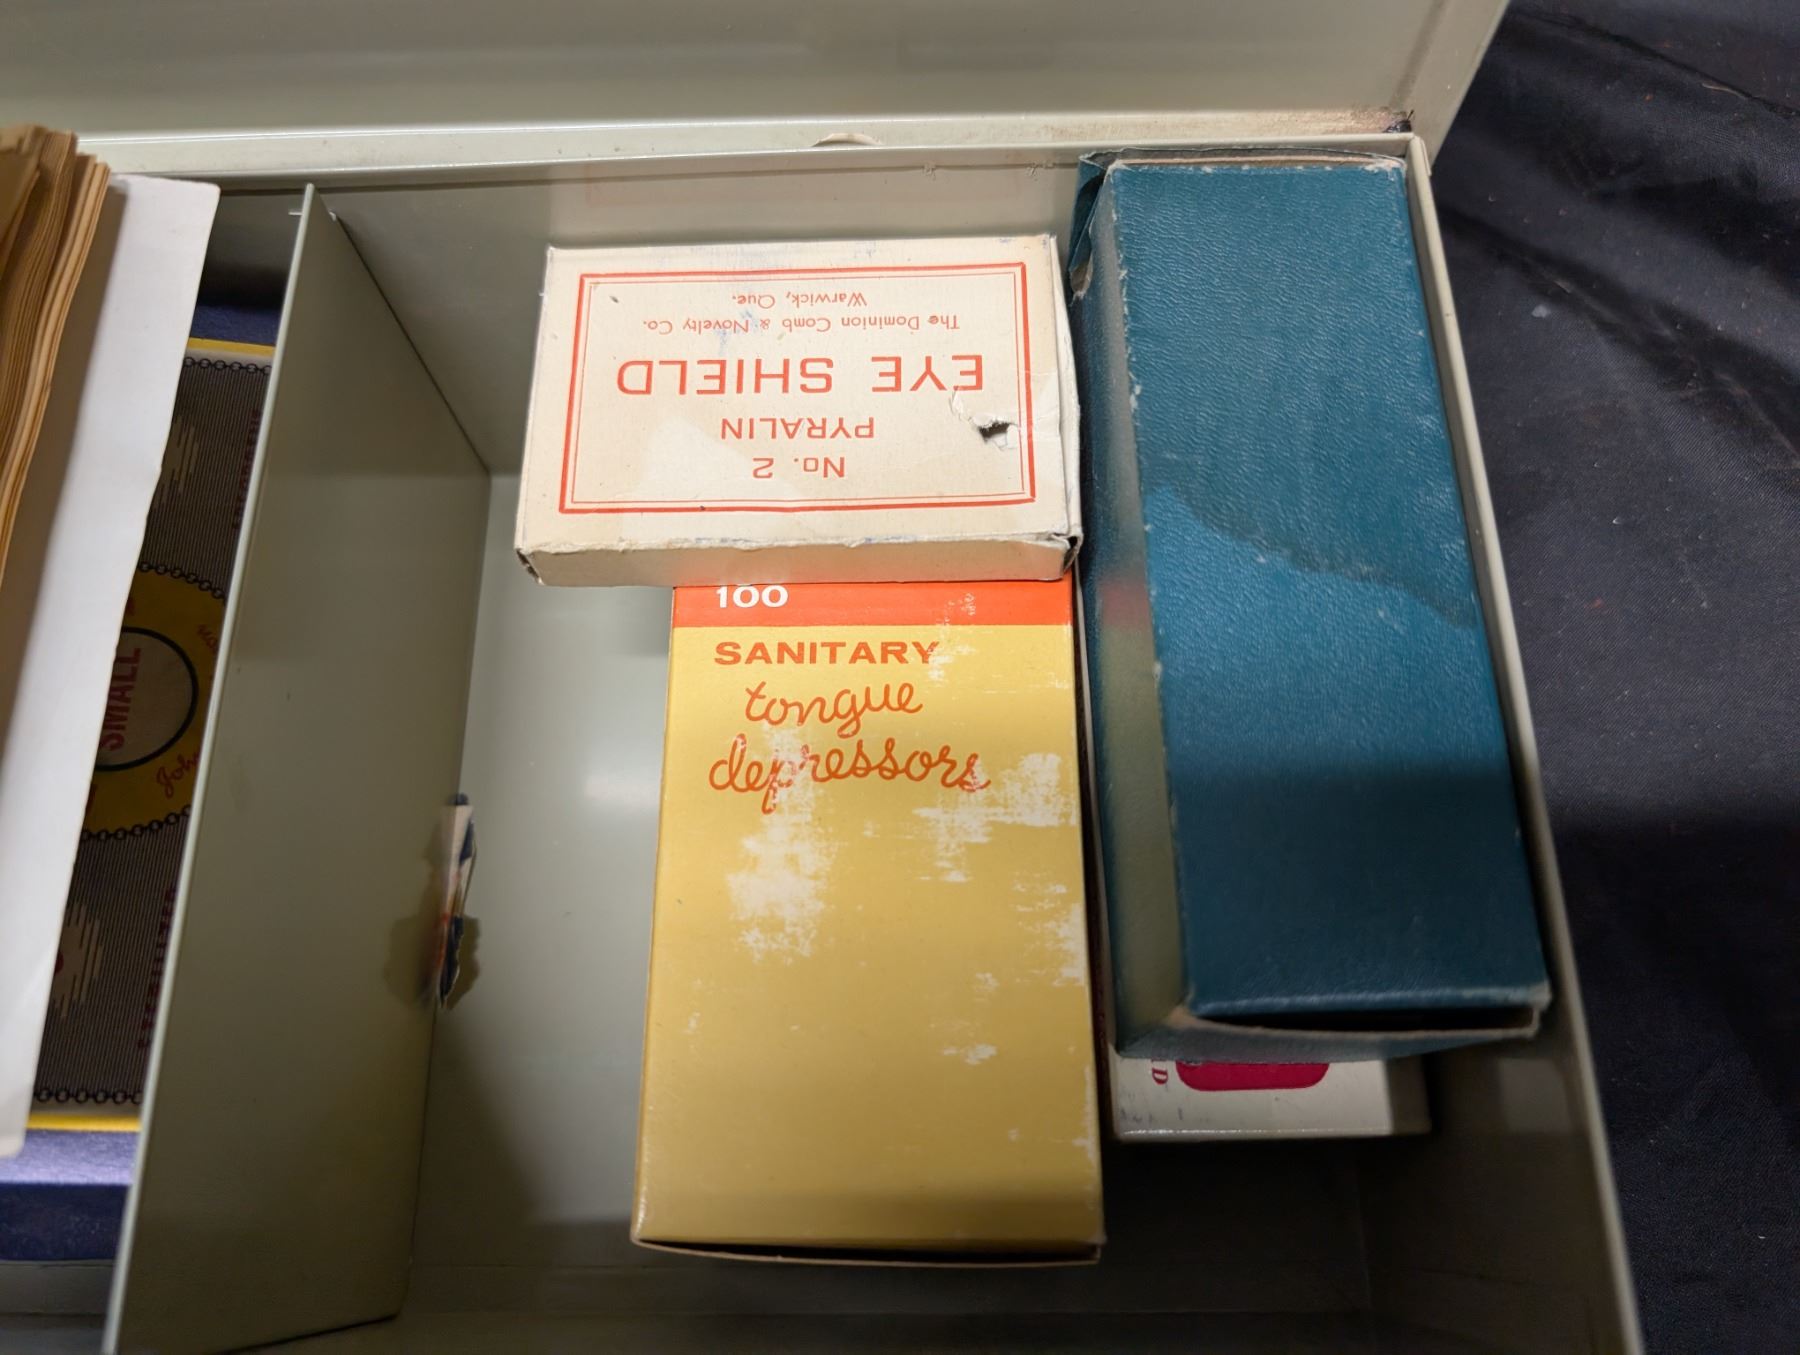 No. 2
PYRALIN
EYE SHIELD
The Dominion Comb & Novelty Co.
Warwick, Que.
100
SANITARY
tongue
depressors
SMALL
D